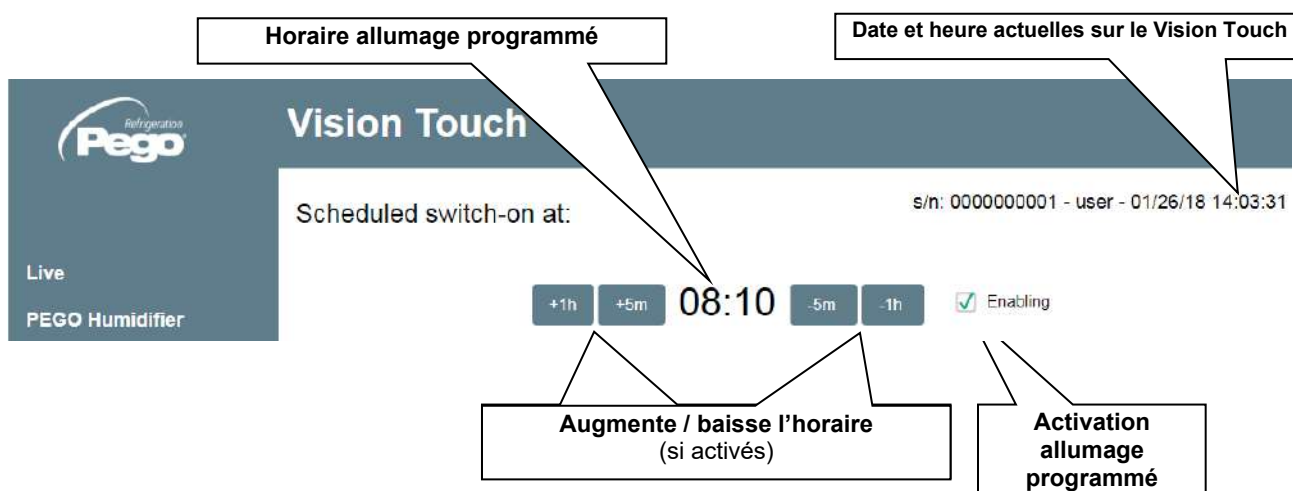 Horaire allumage programmé
Date et heure actuelles sur le Vision Touch
Refrigeration
Pego
Vision Touch
Scheduled switch-on at:
s/n: 0000000001 - user - 01/26/18 14:03:31
Live
PEGO Humidifier
+1h +5m 08:10 -5m -1h Enabling
Augmente / baisse l’horaire
(si activés)
Activation
allumage
programmé